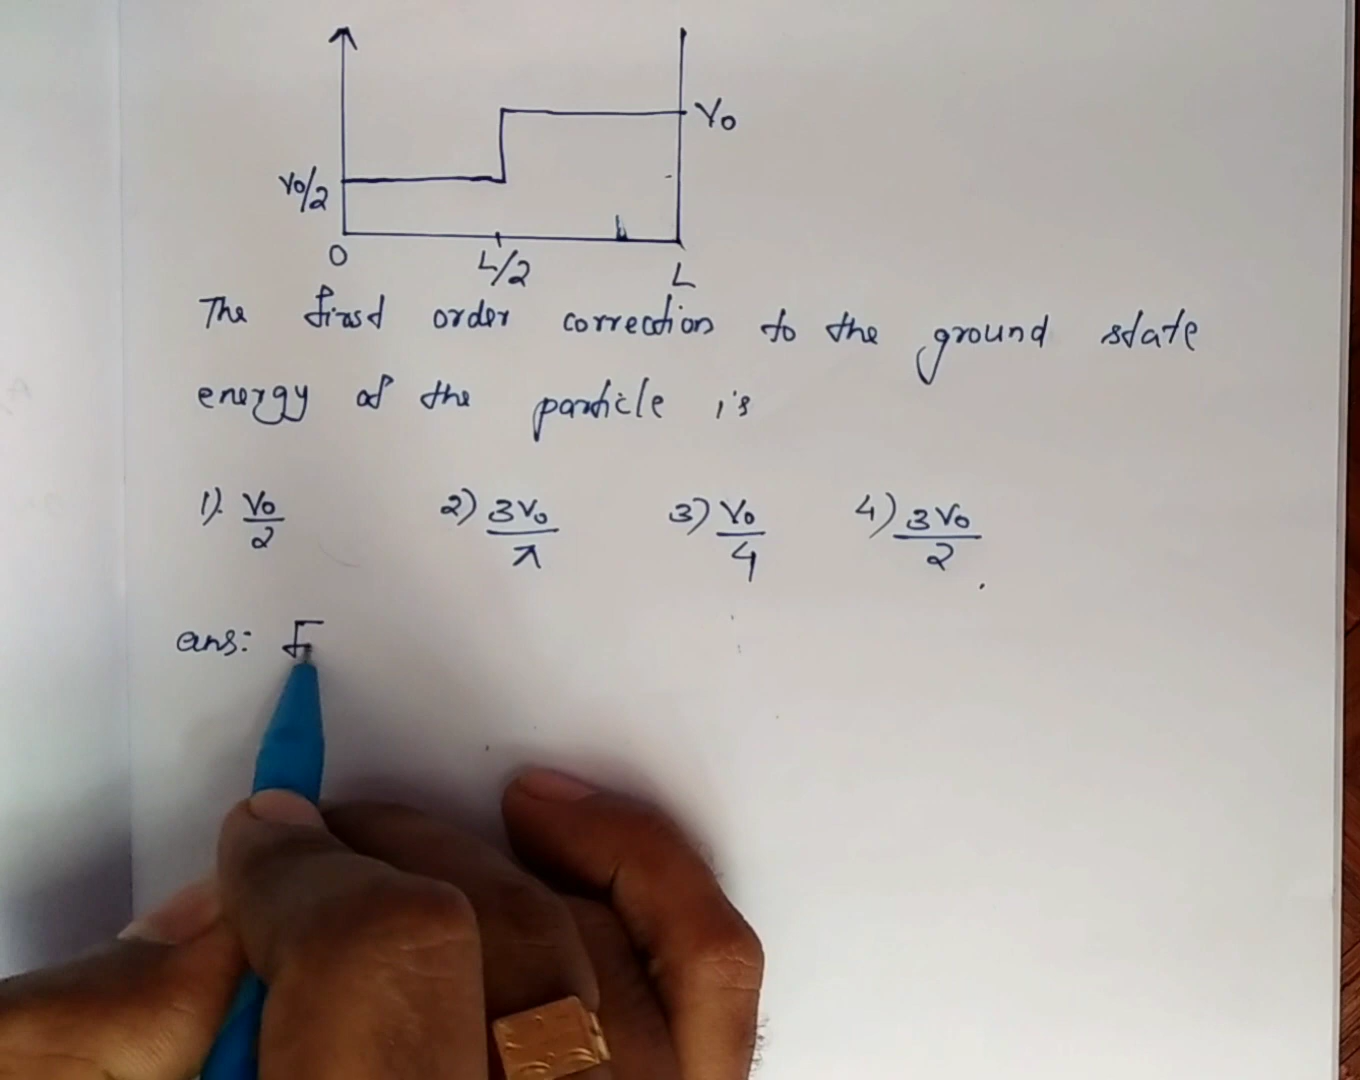 V0
V0/2
0 L/2 L
The first order correction to the ground state
energy of the particle is
1). V0/2 2) 3V0/π 3) V0/4 4) 3V0/2 .
ans: E